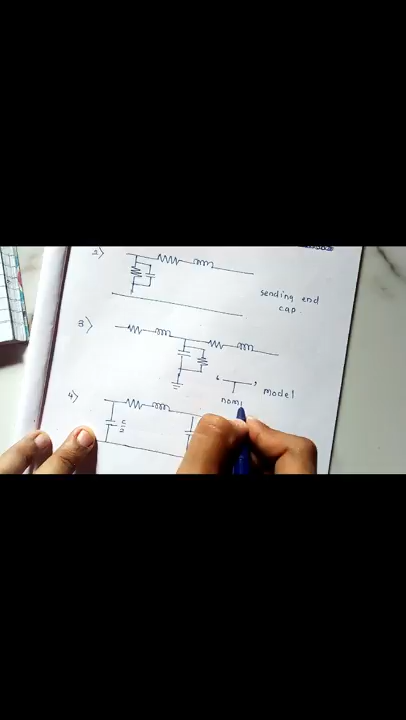 2)
sending end
cap.
3)
‘ T ’ model
nomi
4)
C/2